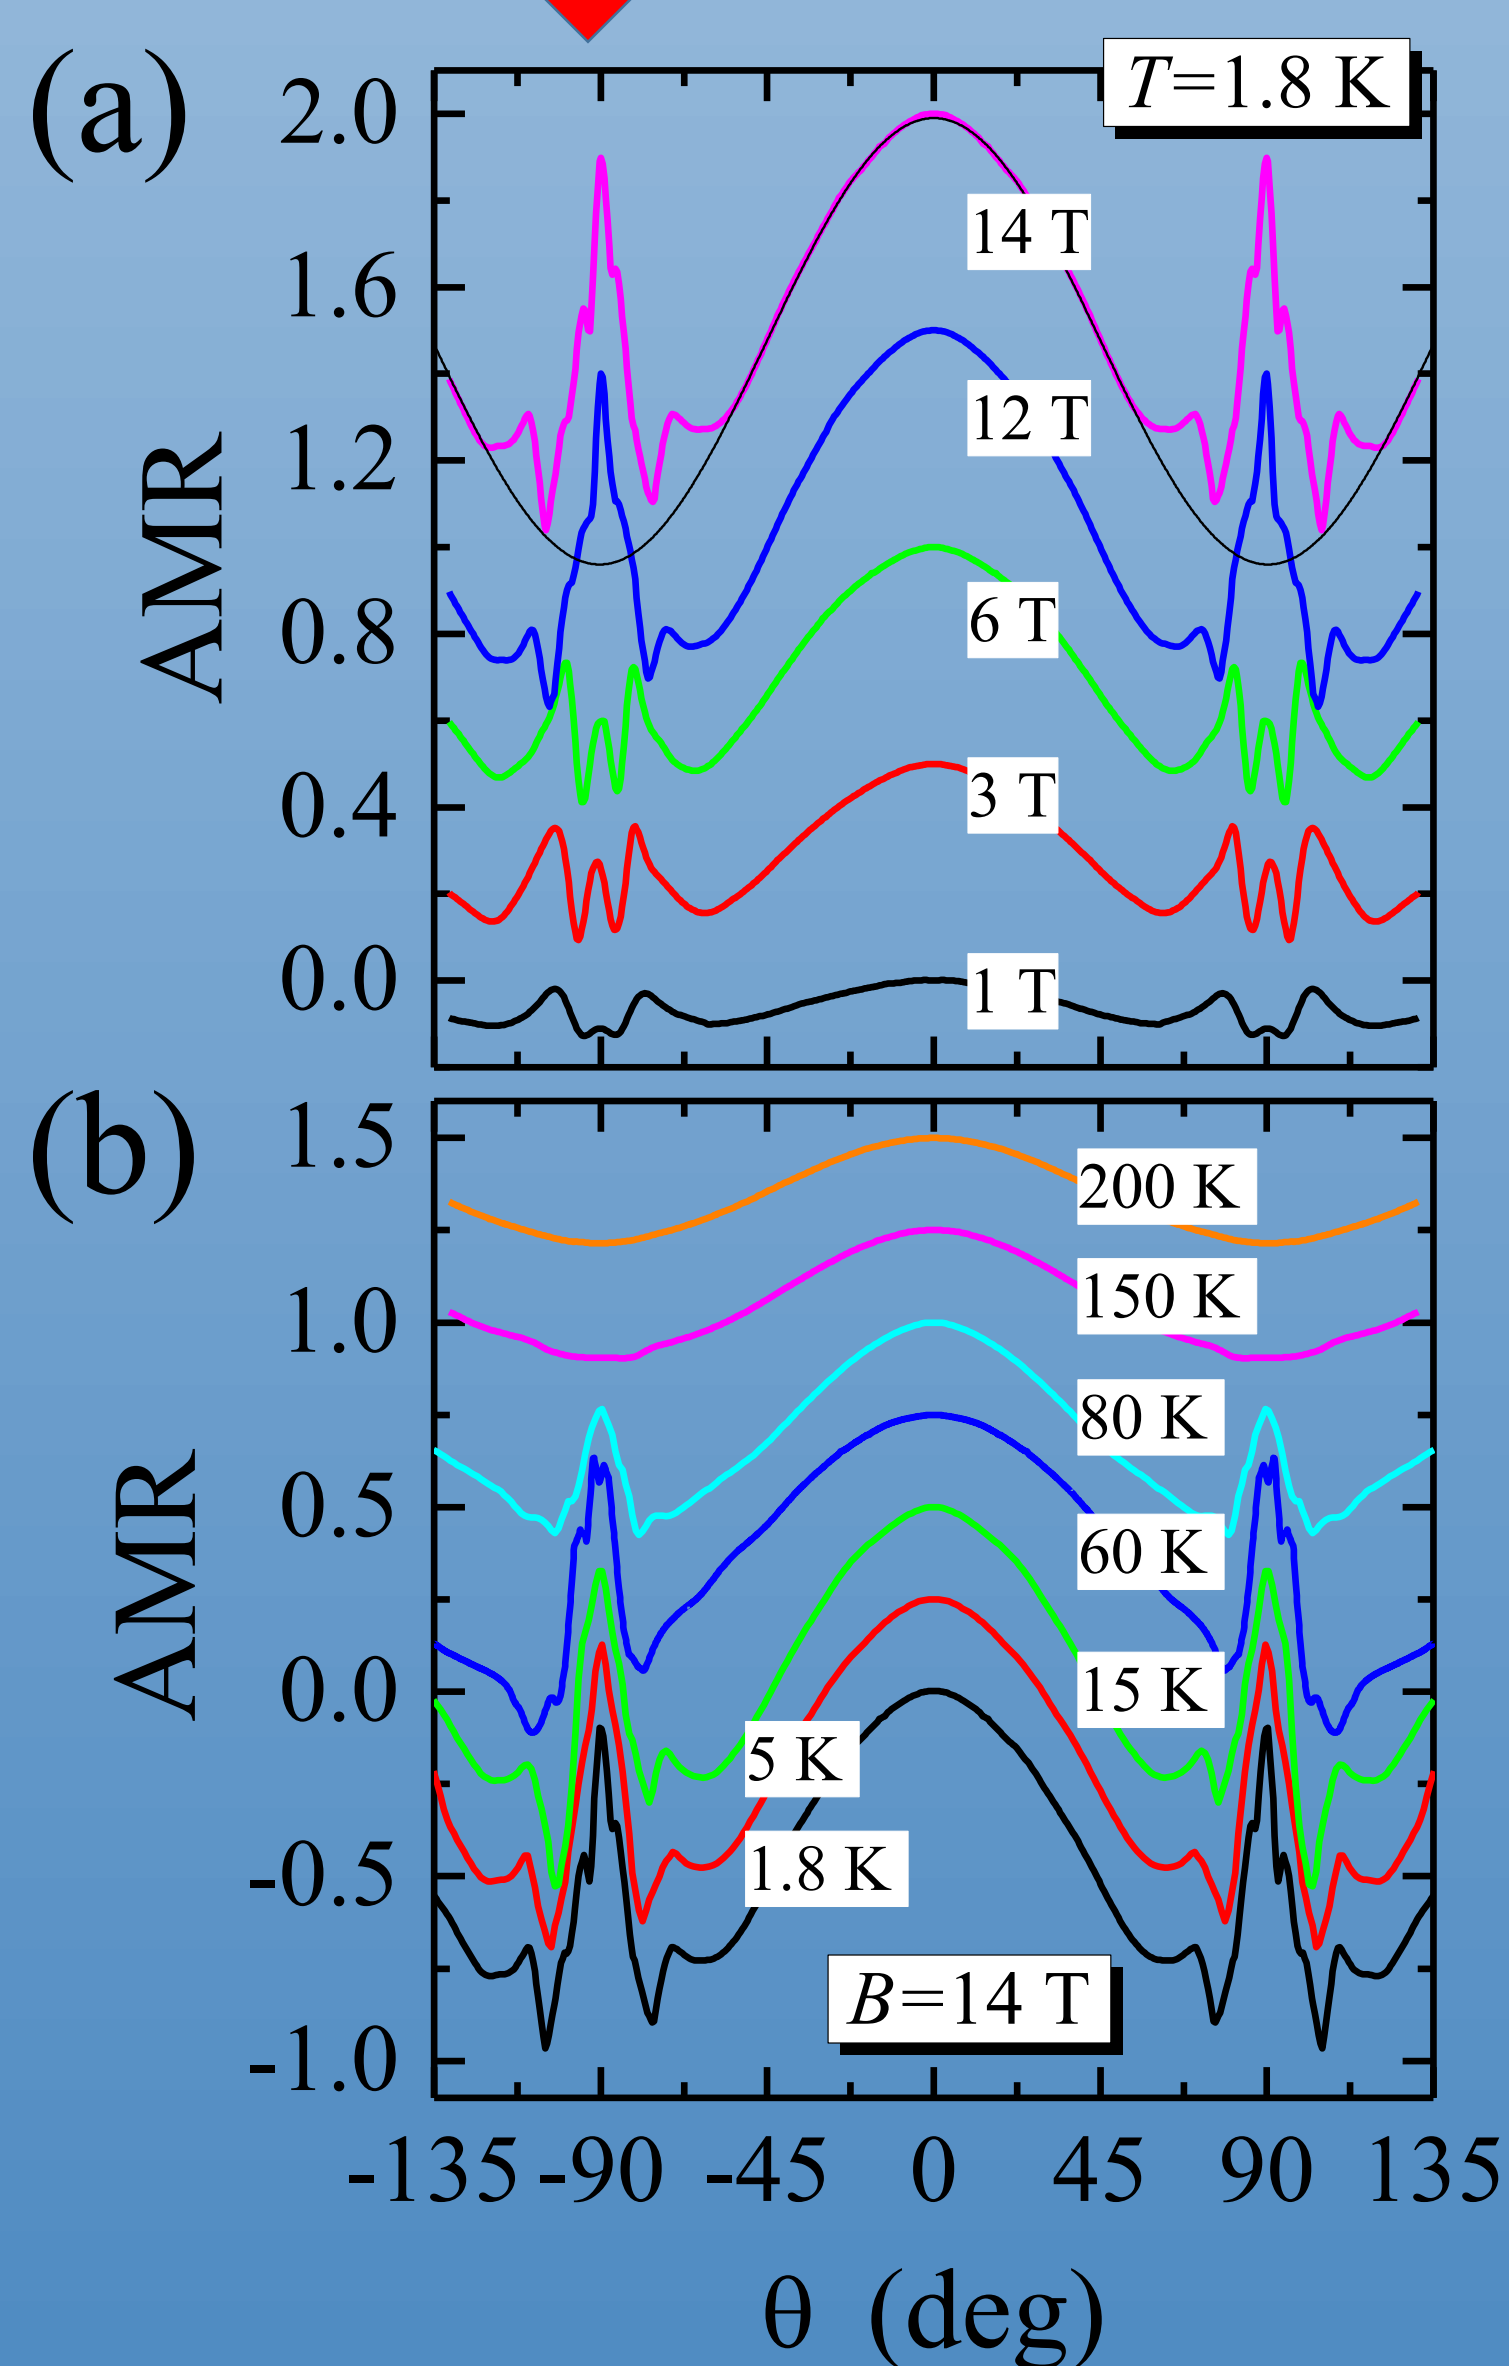 (a)
T=1.8 K
2.0
1.6
1.2
0.8
0.4
0.0
AMR
14 T
12 T
6 T
3 T
1 T
(b)
1.5
1.0
0.5
0.0
-0.5
-1.0
AMR
200 K
150 K
80 K
60 K
15 K
5 K
1.8 K
B=14 T
-135 -90 -45 0 45 90 135
θ (deg)